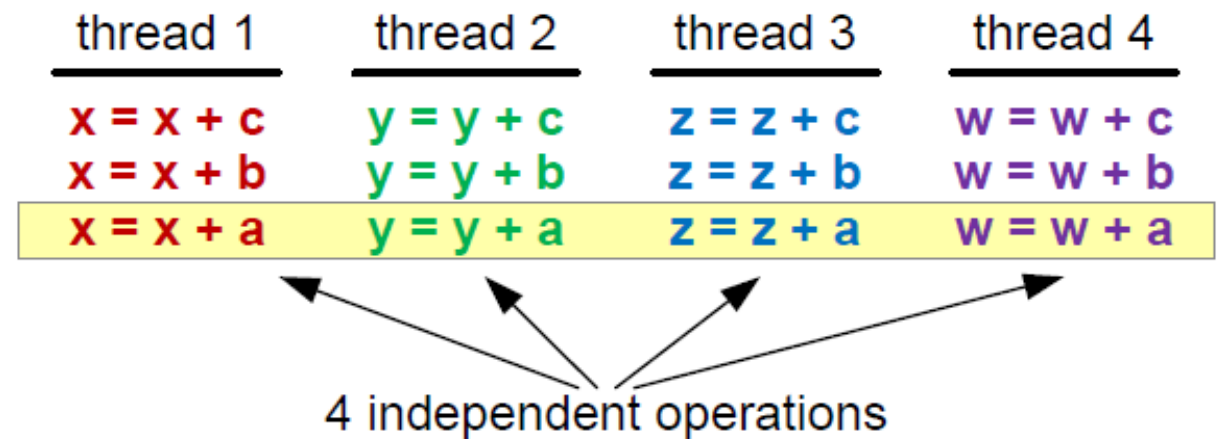 thread 1 thread 2 thread 3 thread 4
x = x + c y = y + c z = z + c w = w + c
x = x + b y = y + b z = z + b w = w + b
x = x + a y = y + a z = z + a w = w + a
4 independent operations